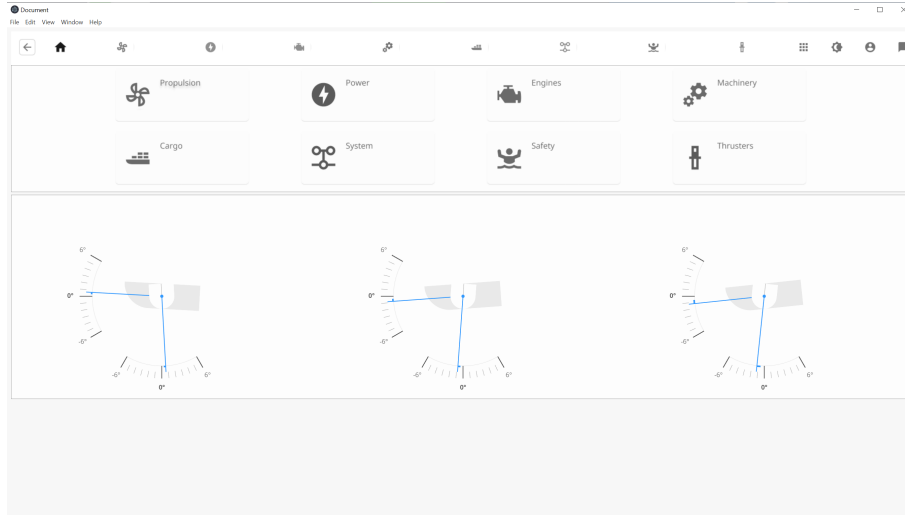 Document
File Edit View Window Help
Propulsion Power Engines Machinery
Cargo System Safety Thrusters
6° 6° 6°
0° 0° 0°
-6° -6° -6°
-6° 6° -6° 6° -6° 6°
0° 0° 0°